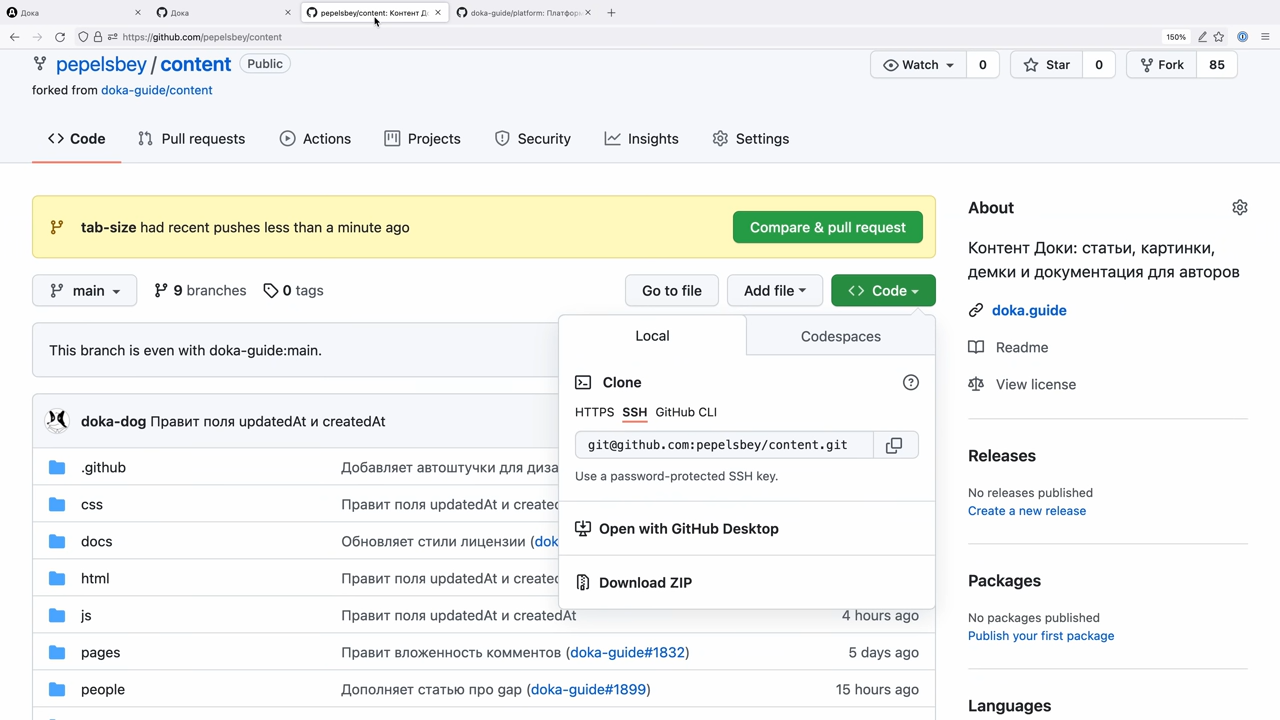 Дока
Дока
pepelsbey/content: Контент До
doka-guide/platform: Платфор
https://github.com/pepelsbey/content
150%
pepelsbey / content
Public
Watch
0
Star
0
Fork
85
forked from doka-guide/content
Code
Pull requests
Actions
Projects
Security
Insights
Settings
tab-size had recent pushes less than a minute ago
Compare & pull request
main
9 branches
0 tags
Go to file
Add file
Code
This branch is even with doka-guide:main.
Local
Codespaces
Clone
HTTPS
SSH
GitHub CLI
git@github.com:pepelsbey/content.git
Use a password-protected SSH key.
Open with GitHub Desktop
Download ZIP
doka-dog Правит поля updatedAt и createdAt
.github
Добавляет автоштучки для диза
css
Правит поля updatedAt и created
docs
Обновляет стили лицензии (dok
html
Правит поля updatedAt и created
js
Правит поля updatedAt и createdAt
4 hours ago
pages
Правит вложенность комментов (doka-guide#1832)
5 days ago
people
Дополняет статью про gap (doka-guide#1899)
15 hours ago
About
Контент Доки: статьи, картинки,
демки и документация для авторов
doka.guide
Readme
View license
Releases
No releases published
Create a new release
Packages
No packages published
Publish your first package
Languages